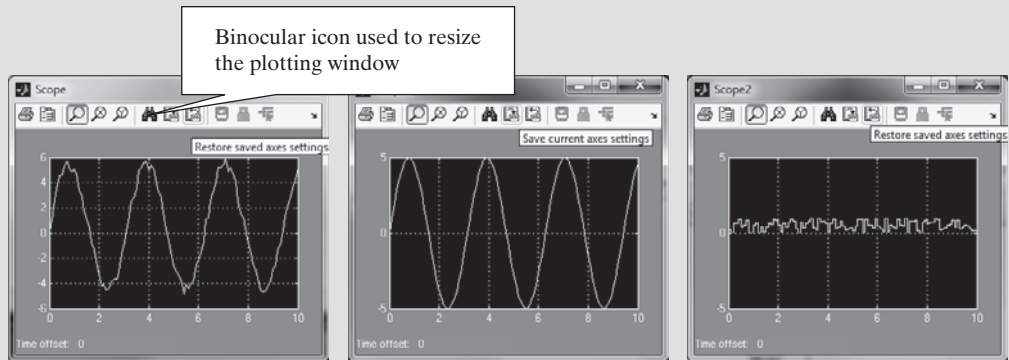 Binocular icon used to resize
the plotting window
Scope
Restore saved axes settings
6
4
2
0
-2
-4
-6
0 2 4 6 8 10
Time offset: 0
Save current axes settings
5
0
-5
0 2 4 6 8 10
Time offset: 0
Scope2
Restore saved axes settings
5
0
-5
0 2 4 6 8 10
Time offset: 0